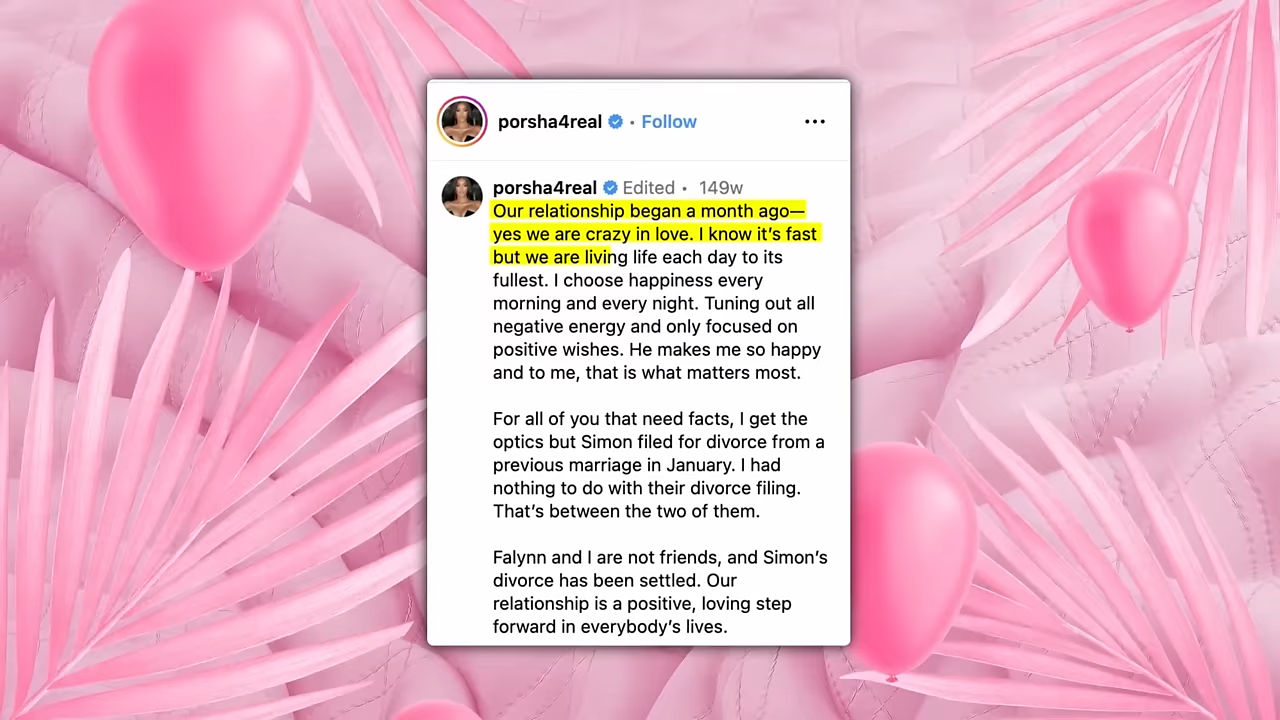 porsha4real • Follow
porsha4real Edited • 149w
Our relationship began a month ago—
yes we are crazy in love. I know it’s fast
but we are living life each day to its
fullest. I choose happiness every
morning and every night. Tuning out all
negative energy and only focused on
positive wishes. He makes me so happy
and to me, that is what matters most.
For all of you that need facts, I get the
optics but Simon filed for divorce from a
previous marriage in January. I had
nothing to do with their divorce filing.
That’s between the two of them.
Falynn and I are not friends, and Simon’s
divorce has been settled. Our
relationship is a positive, loving step
forward in everybody’s lives.